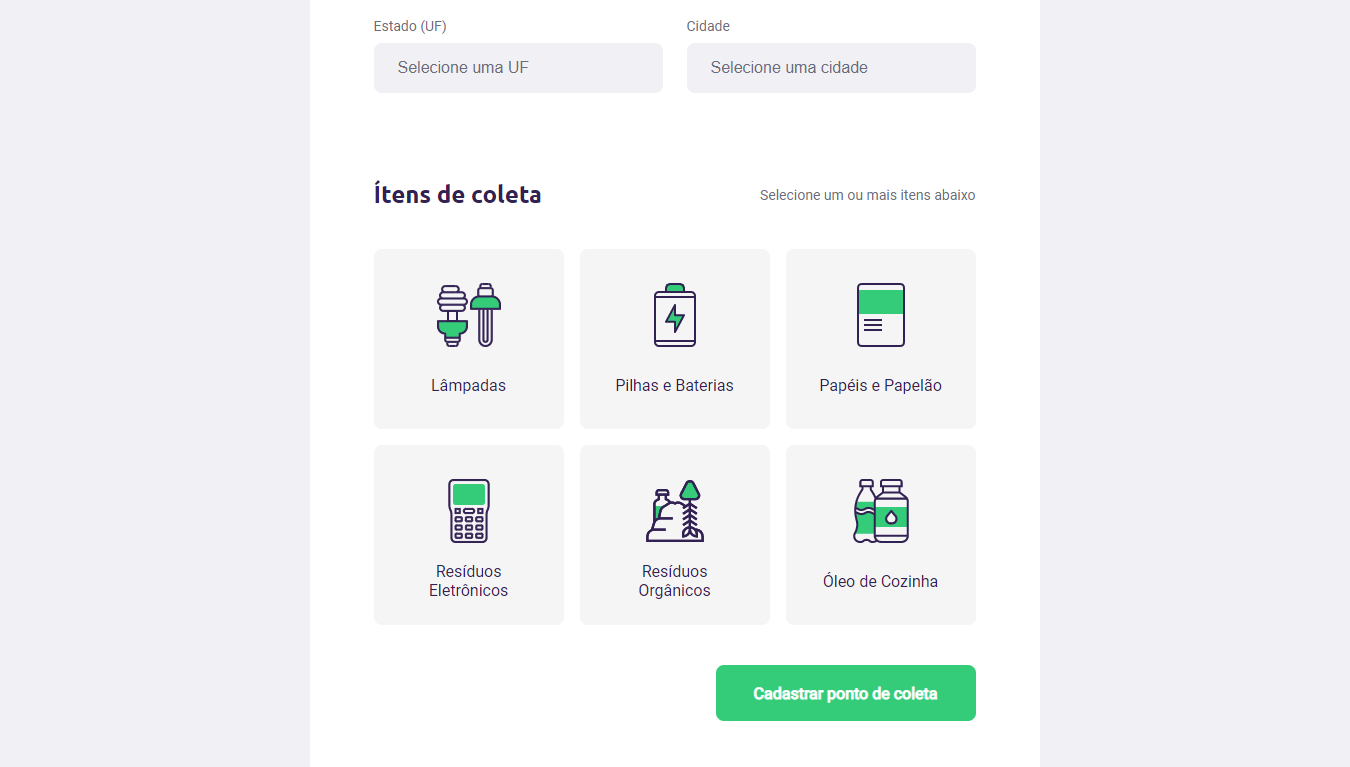 Estado (UF)
Cidade
Selecione uma UF
Selecione uma cidade
Ítens de coleta
Selecione um ou mais itens abaixo
Lâmpadas
Pilhas e Baterias
Papéis e Papelão
Resíduos
Eletrônicos
Resíduos
Orgânicos
Óleo de Cozinha
Cadastrar ponto de coleta